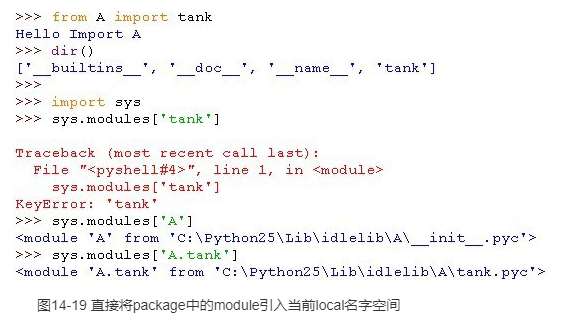 >>> from A import tank
Hello Import A
>>> dir()
['__builtins__', '__doc__', '__name__', 'tank']
>>>
>>> import sys
>>> sys.modules['tank']
Traceback (most recent call last):
  File "<pyshell#4>", line 1, in <module>
    sys.modules['tank']
KeyError: 'tank'
>>> sys.modules['A']
<module 'A' from 'C:\Python25\Lib\idlelib\A\__init__.pyc'>
>>> sys.modules['A.tank']
<module 'A.tank' from 'C:\Python25\Lib\idlelib\A\tank.pyc'>
图14-19 直接将package中的module引入当前local名字空间